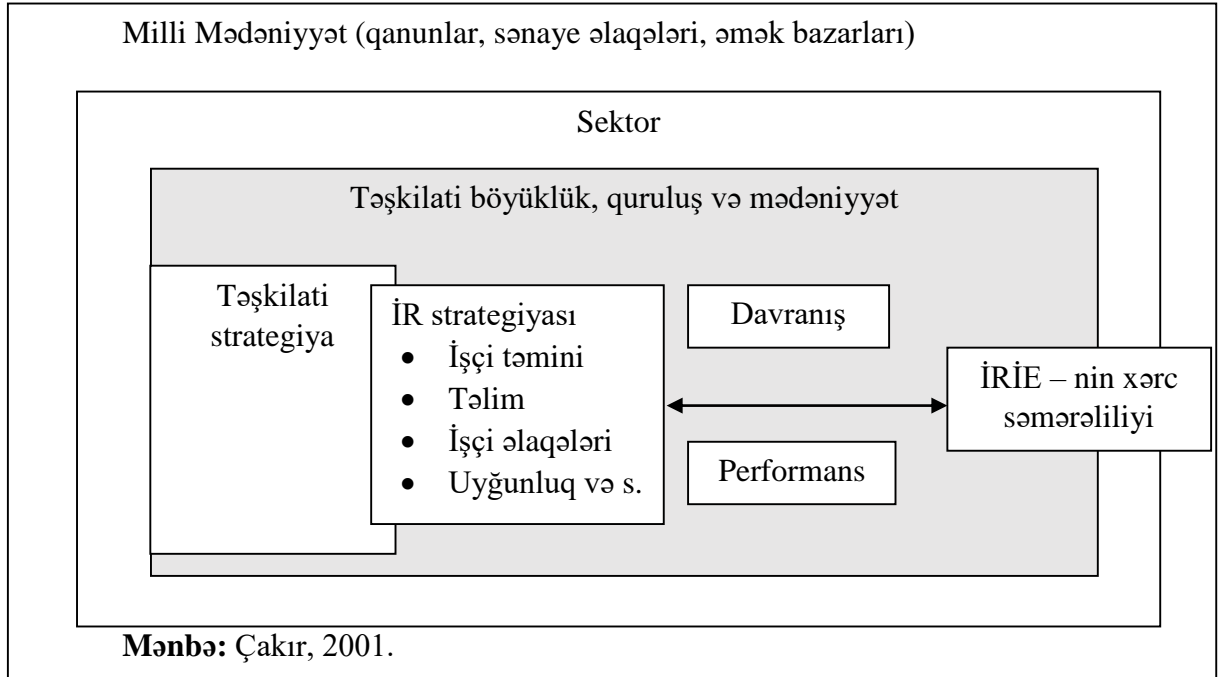 Milli Mədəniyyət (qanunlar, sənaye əlaqələri, əmək bazarları)
Sektor
Təşkilati böyüklük, quruluş və mədəniyyət
Təşkilati
strategiya
İR strategiyası
• İşçi təmini
• Təlim
• İşçi əlaqələri
• Uyğunluq və s.
Davranış
Performans
İRİE – nin xərc
səmərəliliyi
Mənbə: Çakır, 2001.